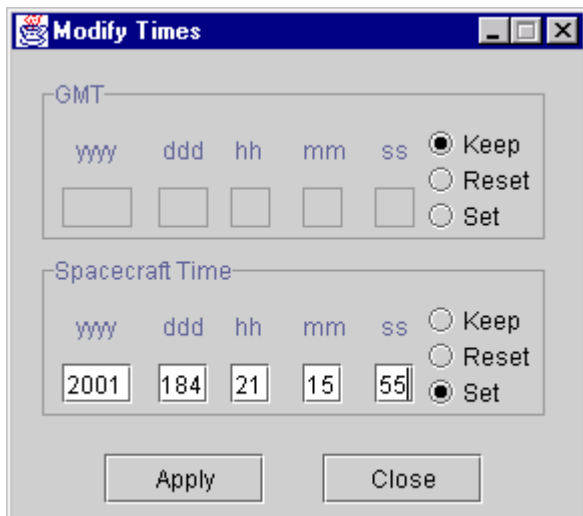 Modify Times
GMT
yyyy ddd hh mm ss Keep
Reset
Set
Spacecraft Time
yyyy ddd hh mm ss Keep
Reset
2001 184 21 15 55 Set
Apply Close